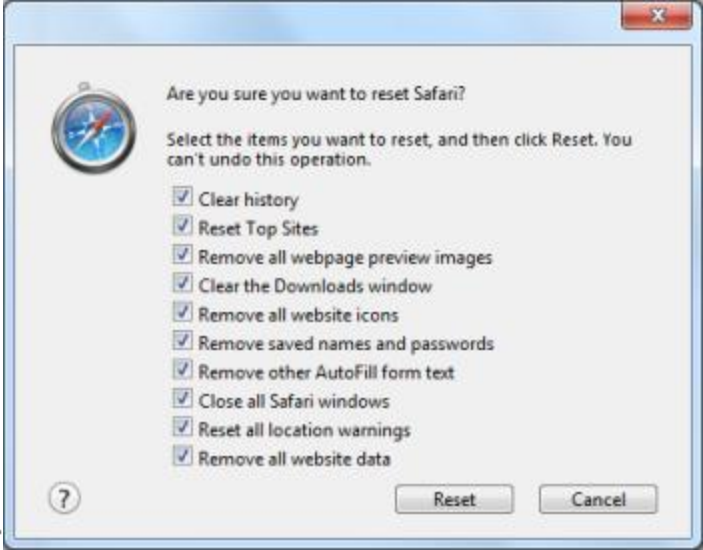 Are you sure you want to reset Safari?
Select the items you want to reset, and then click Reset. You
can't undo this operation.
Clear history
Reset Top Sites
Remove all webpage preview images
Clear the Downloads window
Remove all website icons
Remove saved names and passwords
Remove other AutoFill form text
Close all Safari windows
Reset all location warnings
Remove all website data
?
Reset
Cancel